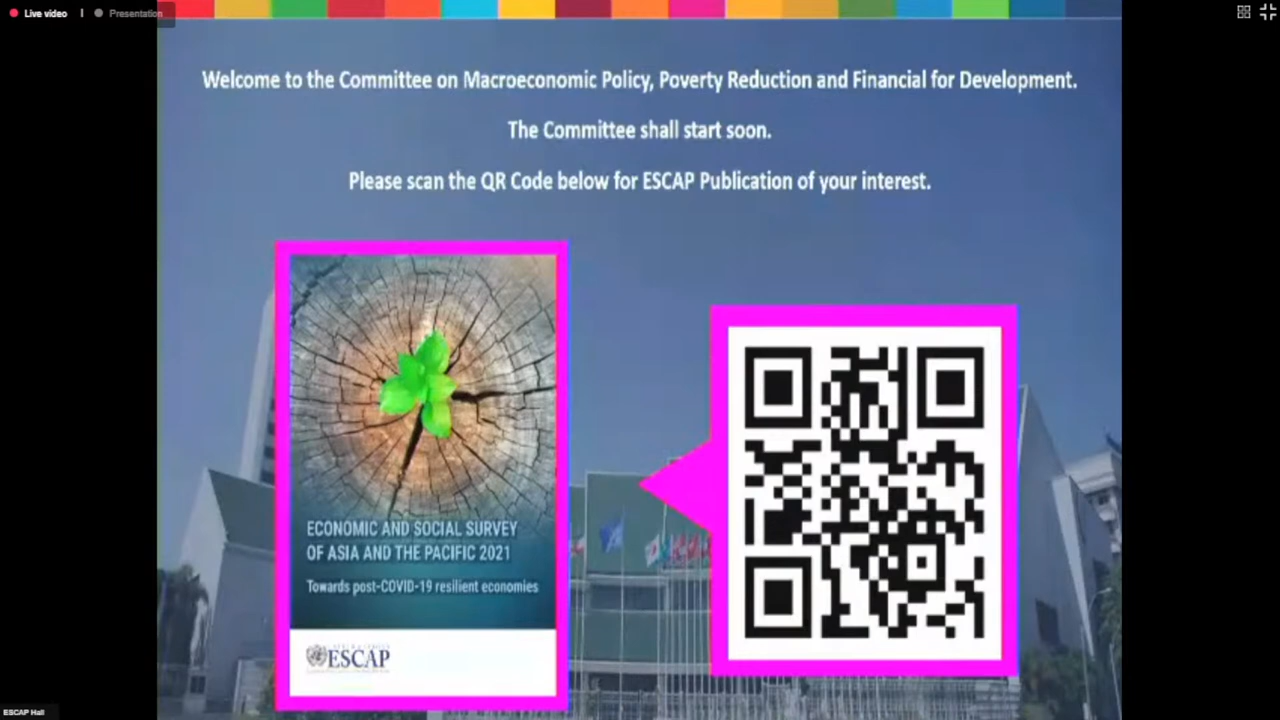 Live video
Presentation
Welcome to the Committee on Macroeconomic Policy, Poverty Reduction and Financial for Development.
The Committee shall start soon.
Please scan the QR Code below for ESCAP Publication of your interest.
ECONOMIC AND SOCIAL SURVEY
OF ASIA AND THE PACIFIC 2021
Towards post-COVID-19 resilient economies
ESCAP
ESCAP Hall